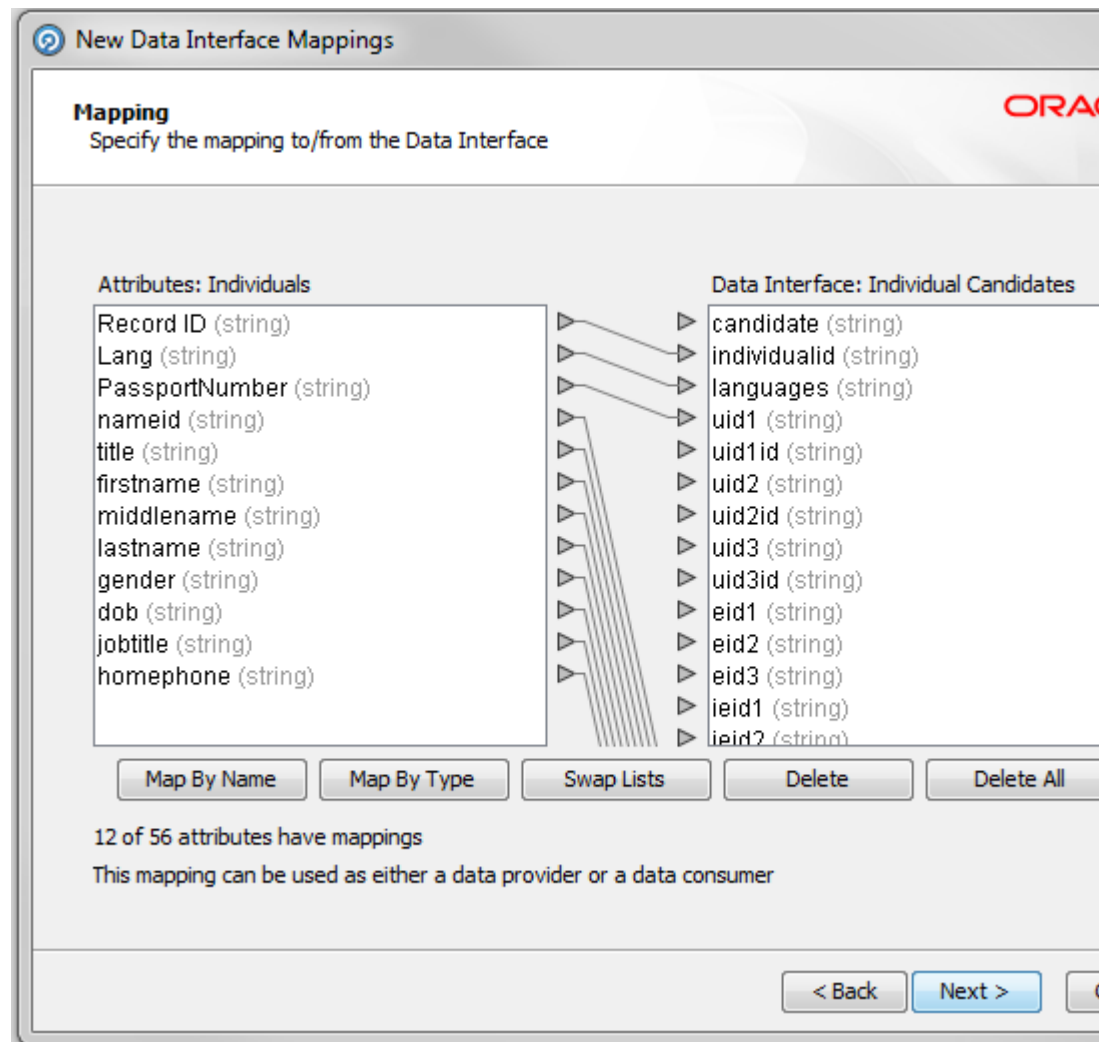 New Data Interface Mappings
Mapping
Specify the mapping to/from the Data Interface
Attributes: Individuals
Data Interface: Individual Candidates
Record ID (string)
Lang (string)
PassportNumber (string)
nameid (string)
title (string)
firstname (string)
middlename (string)
lastname (string)
gender (string)
dob (string)
jobtitle (string)
homephone (string)
candidate (string)
individualid (string)
languages (string)
uid1 (string)
uid1id (string)
uid2 (string)
uid2id (string)
uid3 (string)
uid3id (string)
eid1 (string)
eid2 (string)
eid3 (string)
ieid1 (string)
ieid2 (string)
Map By Name Map By Type Swap Lists Delete Delete All
12 of 56 attributes have mappings
This mapping can be used as either a data provider or a data consumer
< Back Next >